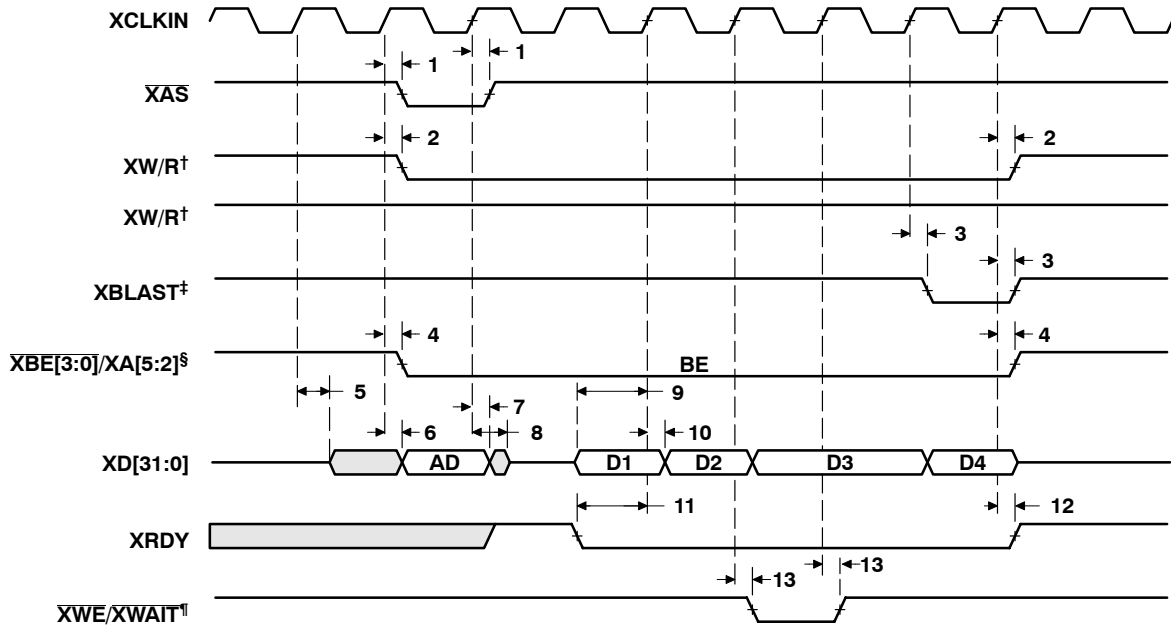 XCLKIN
1 1
XAS
2 2
XW/R†
XW/R†
3
3
XBLAST‡
4 4
XBE[3:0]/XA[5:2]§ BE
5 7 9
6 8 10
XD[31:0] AD D1 D2 D3 D4
11 12
XRDY
13 13
XWE/XWAIT¶